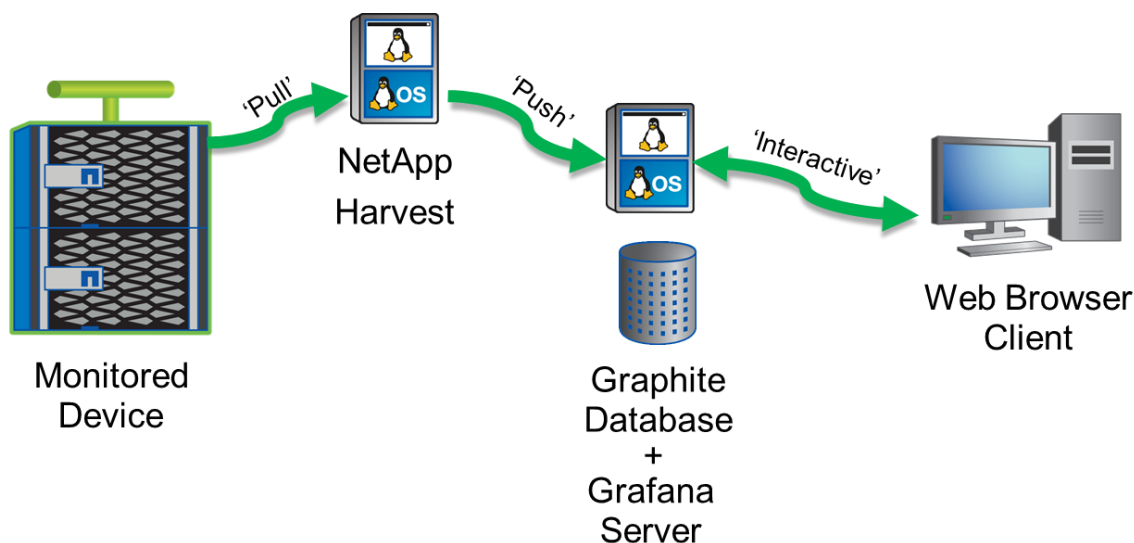 'Pull'
OS
NetApp
Harvest
'Push'
OS
'Interactive'
Monitored
Device
Graphite
Database
+
Grafana
Server
Web Browser
Client